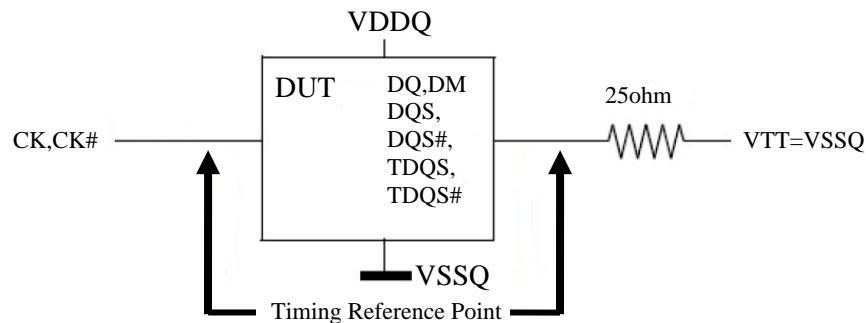 VDDQ
DUT
DQ,DM
DQS,
DQS#,
TDQS,
TDQS#
CK,CK#
25ohm
VTT=VSSQ
VSSQ
Timing Reference Point